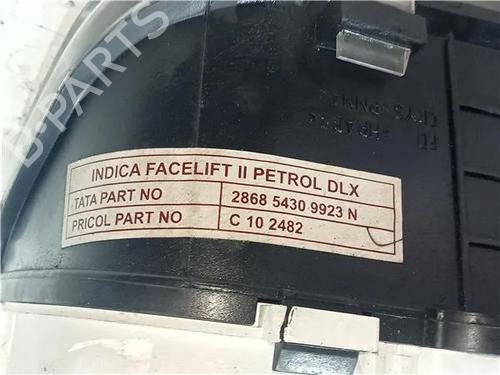 B-PARTS
INDICA FACELIFT II PETROL DLX
TATA PART NO 2868 5430 9923 N
PRICOL PART NO C 10 2482